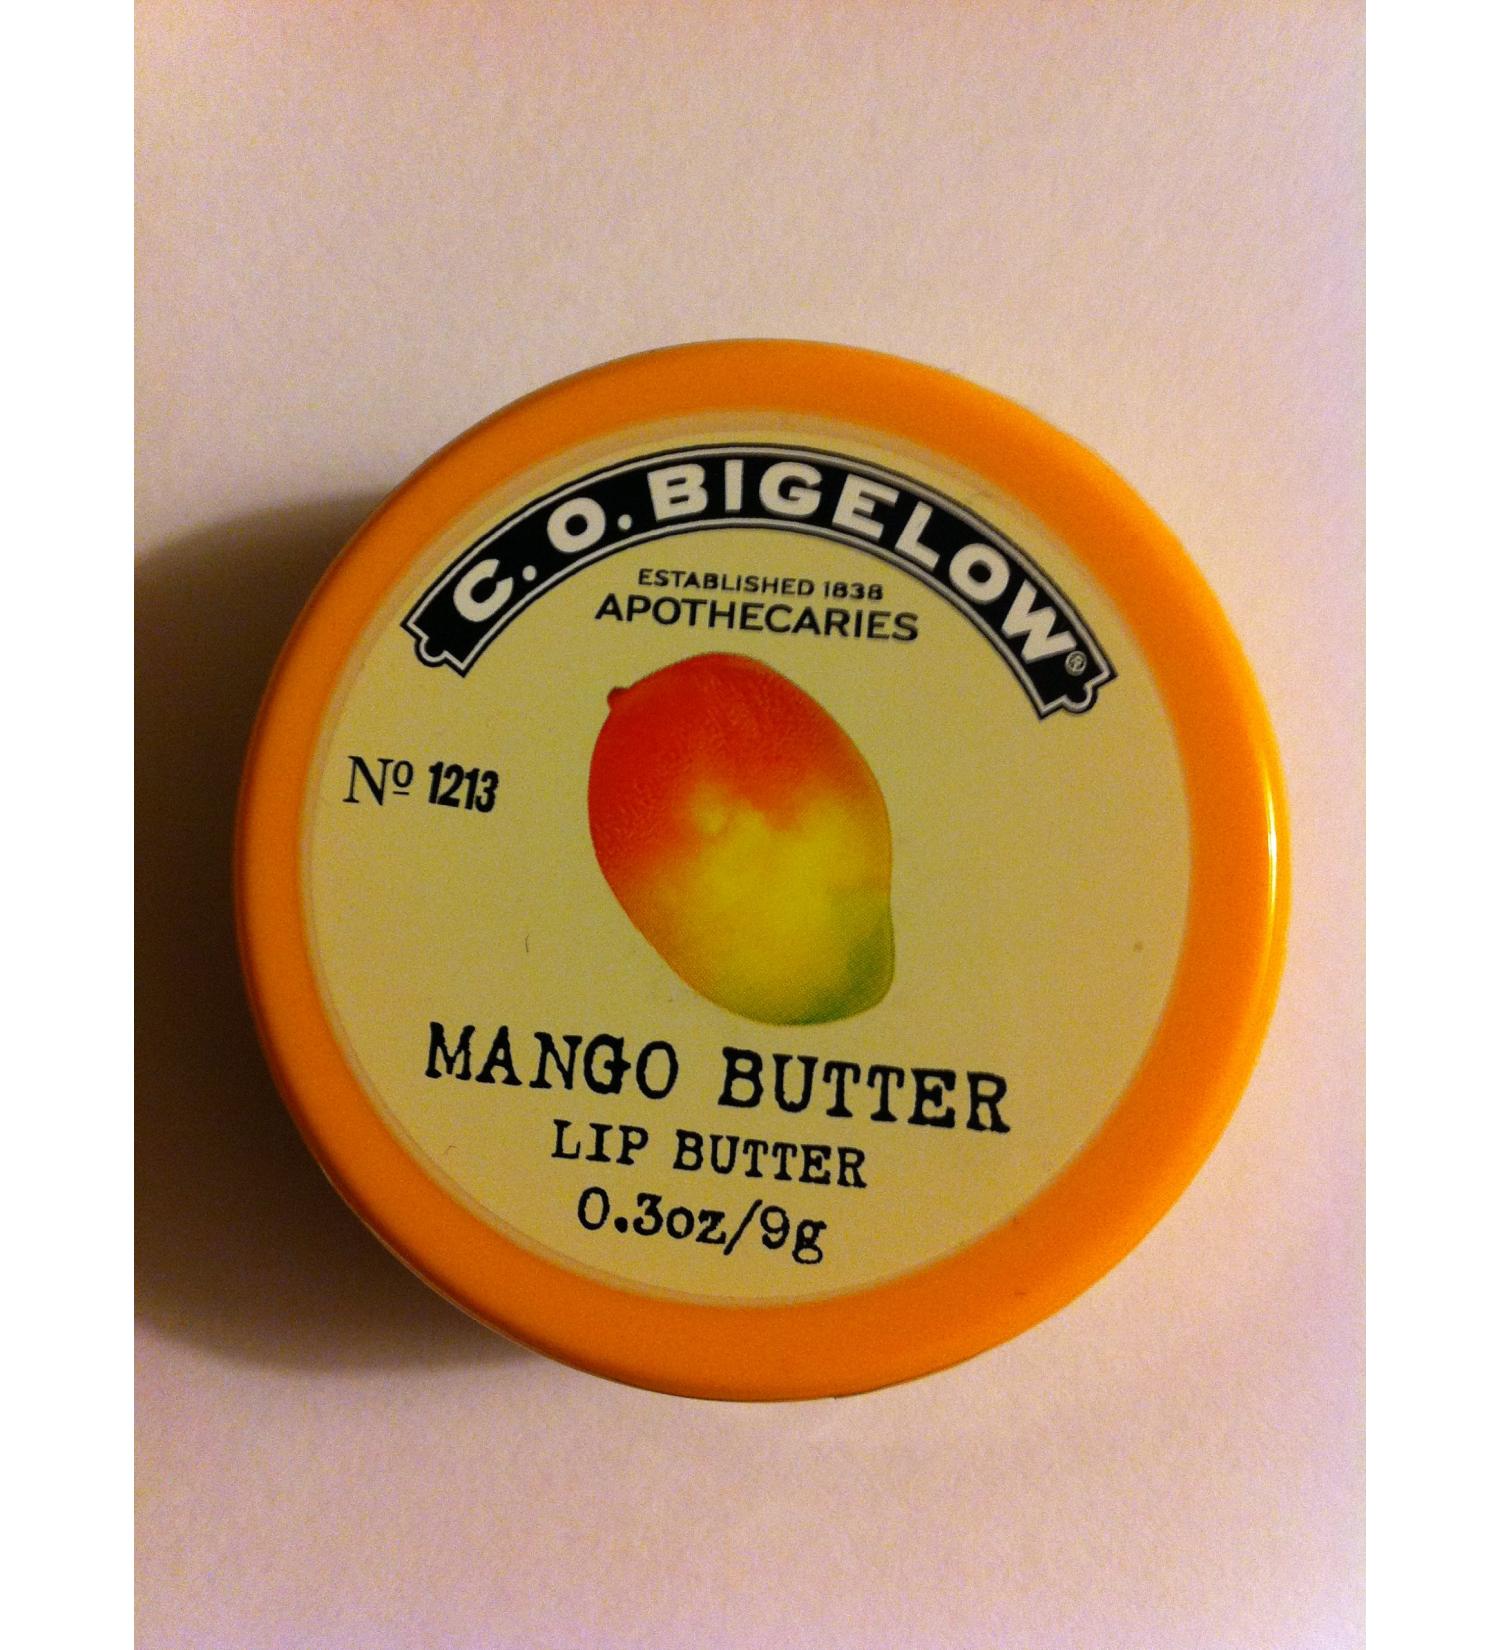 C. O. BIGELOW®
ESTABLISHED 1838
APOTHECARIES
Nº 1213
MANGO BUTTER
LIP BUTTER
0.3oz/9g